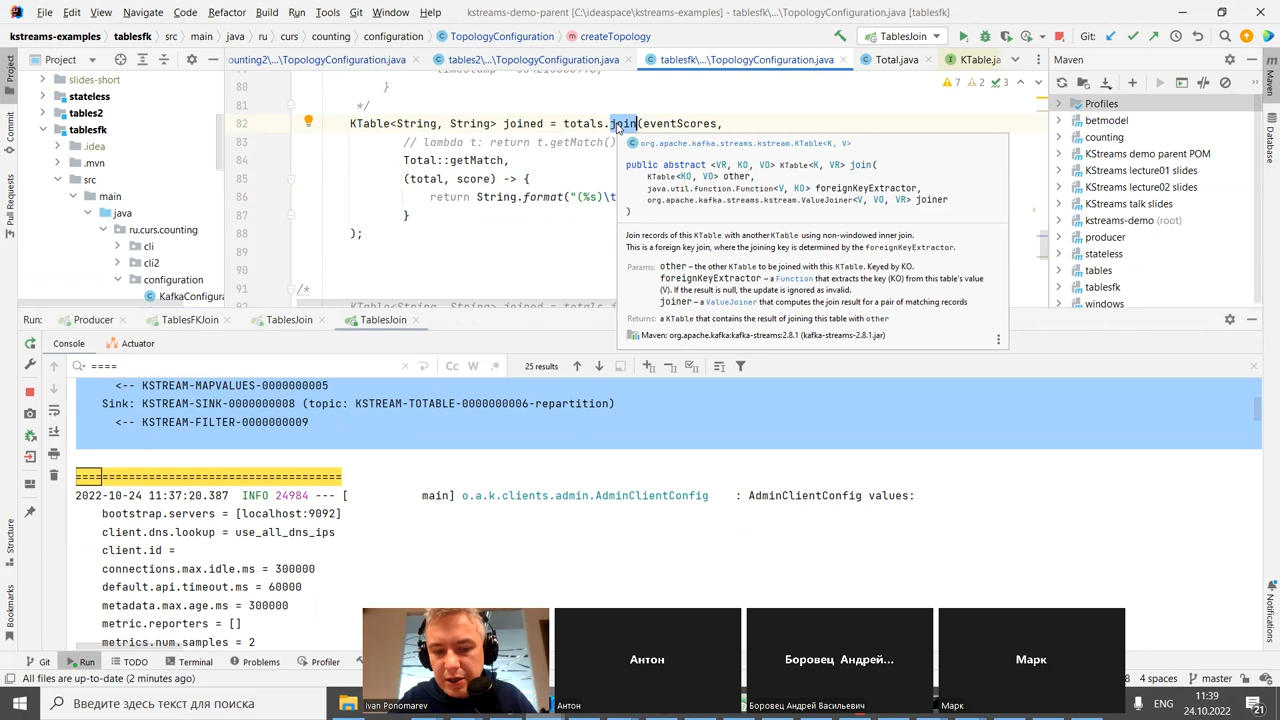 File Edit View Navigate Code Refactor Build Run Tools Git Window Help kstreams-demo-parent [C:\ideaspace\kstreams-examples] - tablesfk\...\TopologyConfiguration.java [tablesfk]
kstreams-examples tablesfk src main java ru curs counting configuration TopologyConfiguration createTopology TablesJoin Git:
Project ounting2\...\TopologyConfiguration.java tables2\...\TopologyConfiguration.java tablesfk\...\TopologyConfiguration.java Total.java KTable.ja Maven
slides-short
stateless
tables2
tablesfk
.idea
.mvn
src
main
java
ru.curs.counting
cli
cli2
configuration
KafkaConfigura
80 }
81 */
82 KTable<String, String> joined = totals.join(eventScores,
83 // lambda t: return t.getMatch()
84 Total::getMatch,
85 (total, score) -> {
86 return String.format("(%s)\t
87 }
88 );
89
90
91 /*
7 2 3
org.apache.kafka.streams.kstream.KTable<K, V>
public abstract <VR, KO, VO> KTable<K, VR> join(
KTable<KO, VO> other,
java.util.function.Function<V, KO> foreignKeyExtractor,
org.apache.kafka.streams.kstream.ValueJoiner<V, VO, VR> joiner
)
Join records of this KTable with another KTable using non-windowed inner join.
This is a foreign key join, where the joining key is determined by the foreignKeyExtractor.
Params: other – the other KTable to be joined with this KTable. Keyed by KO.
foreignKeyExtractor – a Function that extracts the key (KO) from this table's value
(V). If the result is null, the update is ignored as invalid.
joiner – a ValueJoiner that computes the join result for a pair of matching records
Returns: a KTable that contains the result of joining this table with other
Maven: org.apache.kafka:kafka-streams:2.8.1 (kafka-streams-2.8.1.jar)
Profiles
betmodel
counting
KStreams demo parent POM
KStreams lecture01 slides
KStreams lecture02 slides
KStreams talk slides
kstreams-demo (root)
producer
stateless
tables
tablesfk
windows
Project
Commit
Pull Requests
Structure
Bookmarks
Maven
Database
Notifications
Run: Producer TablesFKJoin TablesJoin TablesJoin
Console Actuator
==== Cc W .* 25 results
<-- KSTREAM-MAPVALUES-0000000005
Sink: KSTREAM-SINK-0000000008 (topic: KSTREAM-TOTABLE-0000000006-repartition)
<-- KSTREAM-FILTER-0000000009
====================================
2022-10-24 11:37:20.387 INFO 24984 --- [ main] o.a.k.clients.admin.AdminClientConfig : AdminClientConfig values:
bootstrap.servers = [localhost:9092]
client.dns.lookup = use_all_dns_ips
client.id =
connections.max.idle.ms = 300000
default.api.timeout.ms = 60000
metadata.max.age.ms = 300000
metric.reporters = []
metrics.num.samples = 2
Антон
Боровец Андрей...
Марк
Ivan Ponomarev
Антон
Боровец Андрей Васильевич
Марк
Git Run TODO Terminal Problems Profiler
All files are up-to-date (2 minutes ago)
4 spaces master
Введите здесь текст для поиска
ENG
11:39
24.10.2022
21